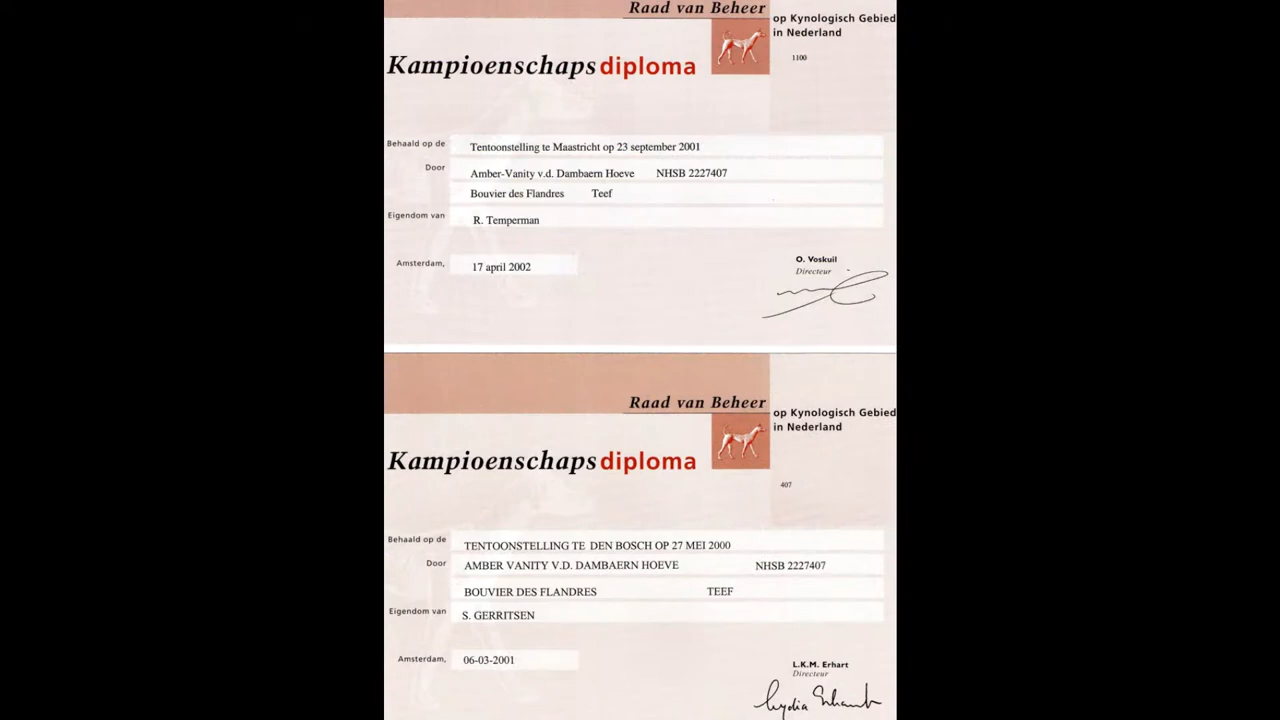 Raad van Beheer
op Kynologisch Gebied
in Nederland
1100
Kampioenschapsdiploma
Behaald op de Tentoonstelling te Maastricht op 23 september 2001
Door Amber-Vanity v.d. Dambaern Hoeve NHSB 2227407
Bouvier des Flandres Teef
Eigendom van R. Temperman
Amsterdam, 17 april 2002
O. Voskuil
Directeur
Raad van Beheer
op Kynologisch Gebied
in Nederland
Kampioenschapsdiploma
407
Behaald op de TENTOONSTELLING TE DEN BOSCH OP 27 MEI 2000
Door AMBER VANITY V.D. DAMBAERN HOEVE NHSB 2227407
BOUVIER DES FLANDRES TEEF
Eigendom van S. GERRITSEN
Amsterdam, 06-03-2001
L.K.M. Erhart
Directeur
Lydia Erhart